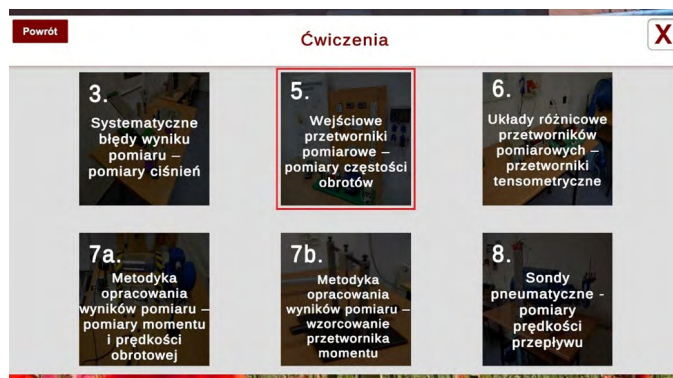 Powrót
Ćwiczenia
X
3.
Systematyczne
błędy wyniku
pomiaru –
pomiary ciśnień
5.
Wejściowe
przetworniki
pomiarowe –
pomiary częstości
obrotów
6.
Układy różnicowe
przetworników
pomiarowych –
przetworniki
tensometryczne
7a.
Metodyka
opracowania
wyników pomiaru –
pomiary momentu
i prędkości
obrotowej
7b.
Metodyka
opracowania
wyników pomiaru –
wzorcowanie
przetwornika
momentu
8.
Sondy
pneumatyczne -
pomiary
prędkości
przepływu